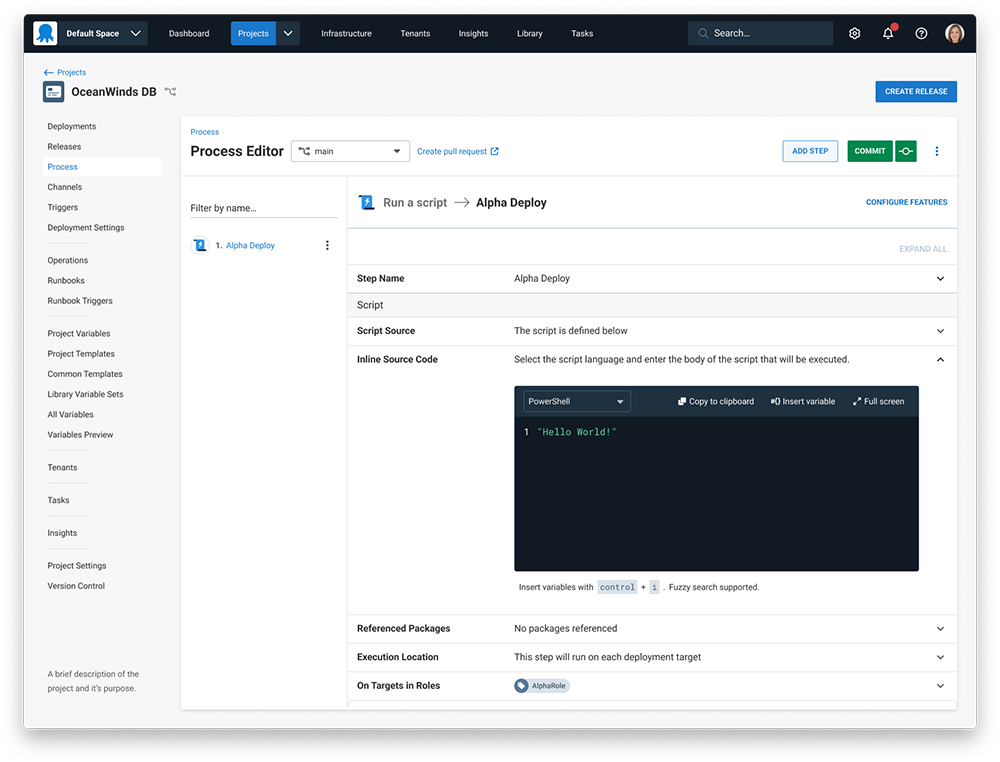 Default Space Dashboard Projects Infrastructure Tenants Insights Library Tasks Search...
Projects
OceanWinds DB CREATE RELEASE
Deployments
Releases
Process
Channels
Triggers
Deployment Settings
Operations
Runbooks
Runbook Triggers
Project Variables
Project Templates
Common Templates
Library Variable Sets
All Variables
Variables Preview
Tenants
Tasks
Insights
Project Settings
Version Control
A brief description of the
project and it's purpose.
Process
Process Editor main Create pull request ADD STEP COMMIT
Filter by name...
1. Alpha Deploy
Run a script Alpha Deploy CONFIGURE FEATURES
EXPAND ALL
Step Name Alpha Deploy
Script
Script Source The script is defined below
Inline Source Code Select the script language and enter the body of the script that will be executed.
PowerShell Copy to clipboard Insert variable Full screen
1 "Hello World!"
Insert variables with control + i . Fuzzy search supported.
Referenced Packages No packages referenced
Execution Location This step will run on each deployment target
On Targets in Roles AlphaRole